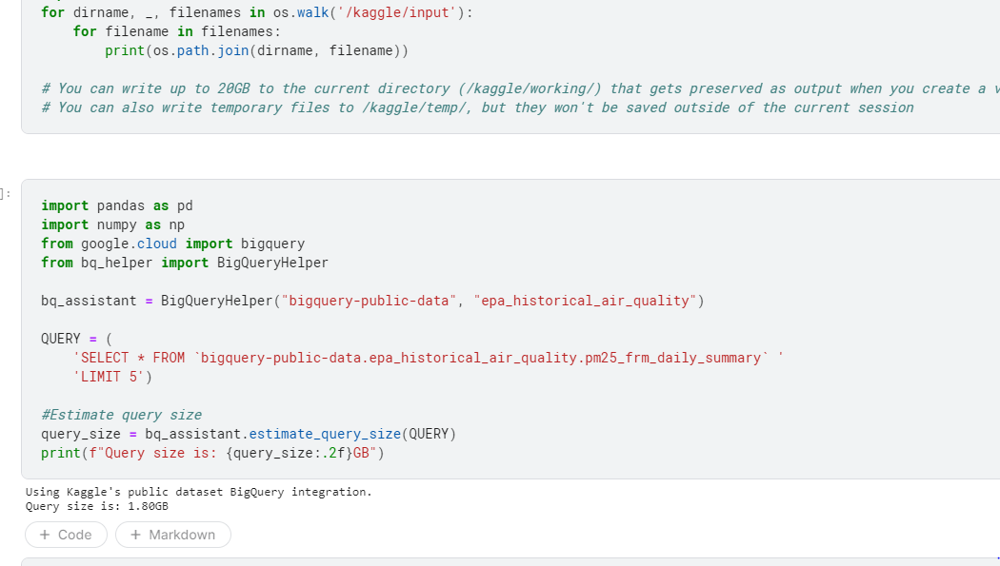 for dirname, _, filenames in os.walk('/kaggle/input'):
    for filename in filenames:
        print(os.path.join(dirname, filename))

# You can write up to 20GB to the current directory (/kaggle/working/) that gets preserved as output when you create a v
# You can also write temporary files to /kaggle/temp/, but they won't be saved outside of the current session

]:
import pandas as pd
import numpy as np
from google.cloud import bigquery
from bq_helper import BigQueryHelper

bq_assistant = BigQueryHelper("bigquery-public-data", "epa_historical_air_quality")

QUERY = (
    'SELECT * FROM `bigquery-public-data.epa_historical_air_quality.pm25_frm_daily_summary` '
    'LIMIT 5')

#Estimate query size
query_size = bq_assistant.estimate_query_size(QUERY)
print(f"Query size is: {query_size:.2f}GB")

Using Kaggle's public dataset BigQuery integration.
Query size is: 1.80GB
+ Code
+ Markdown